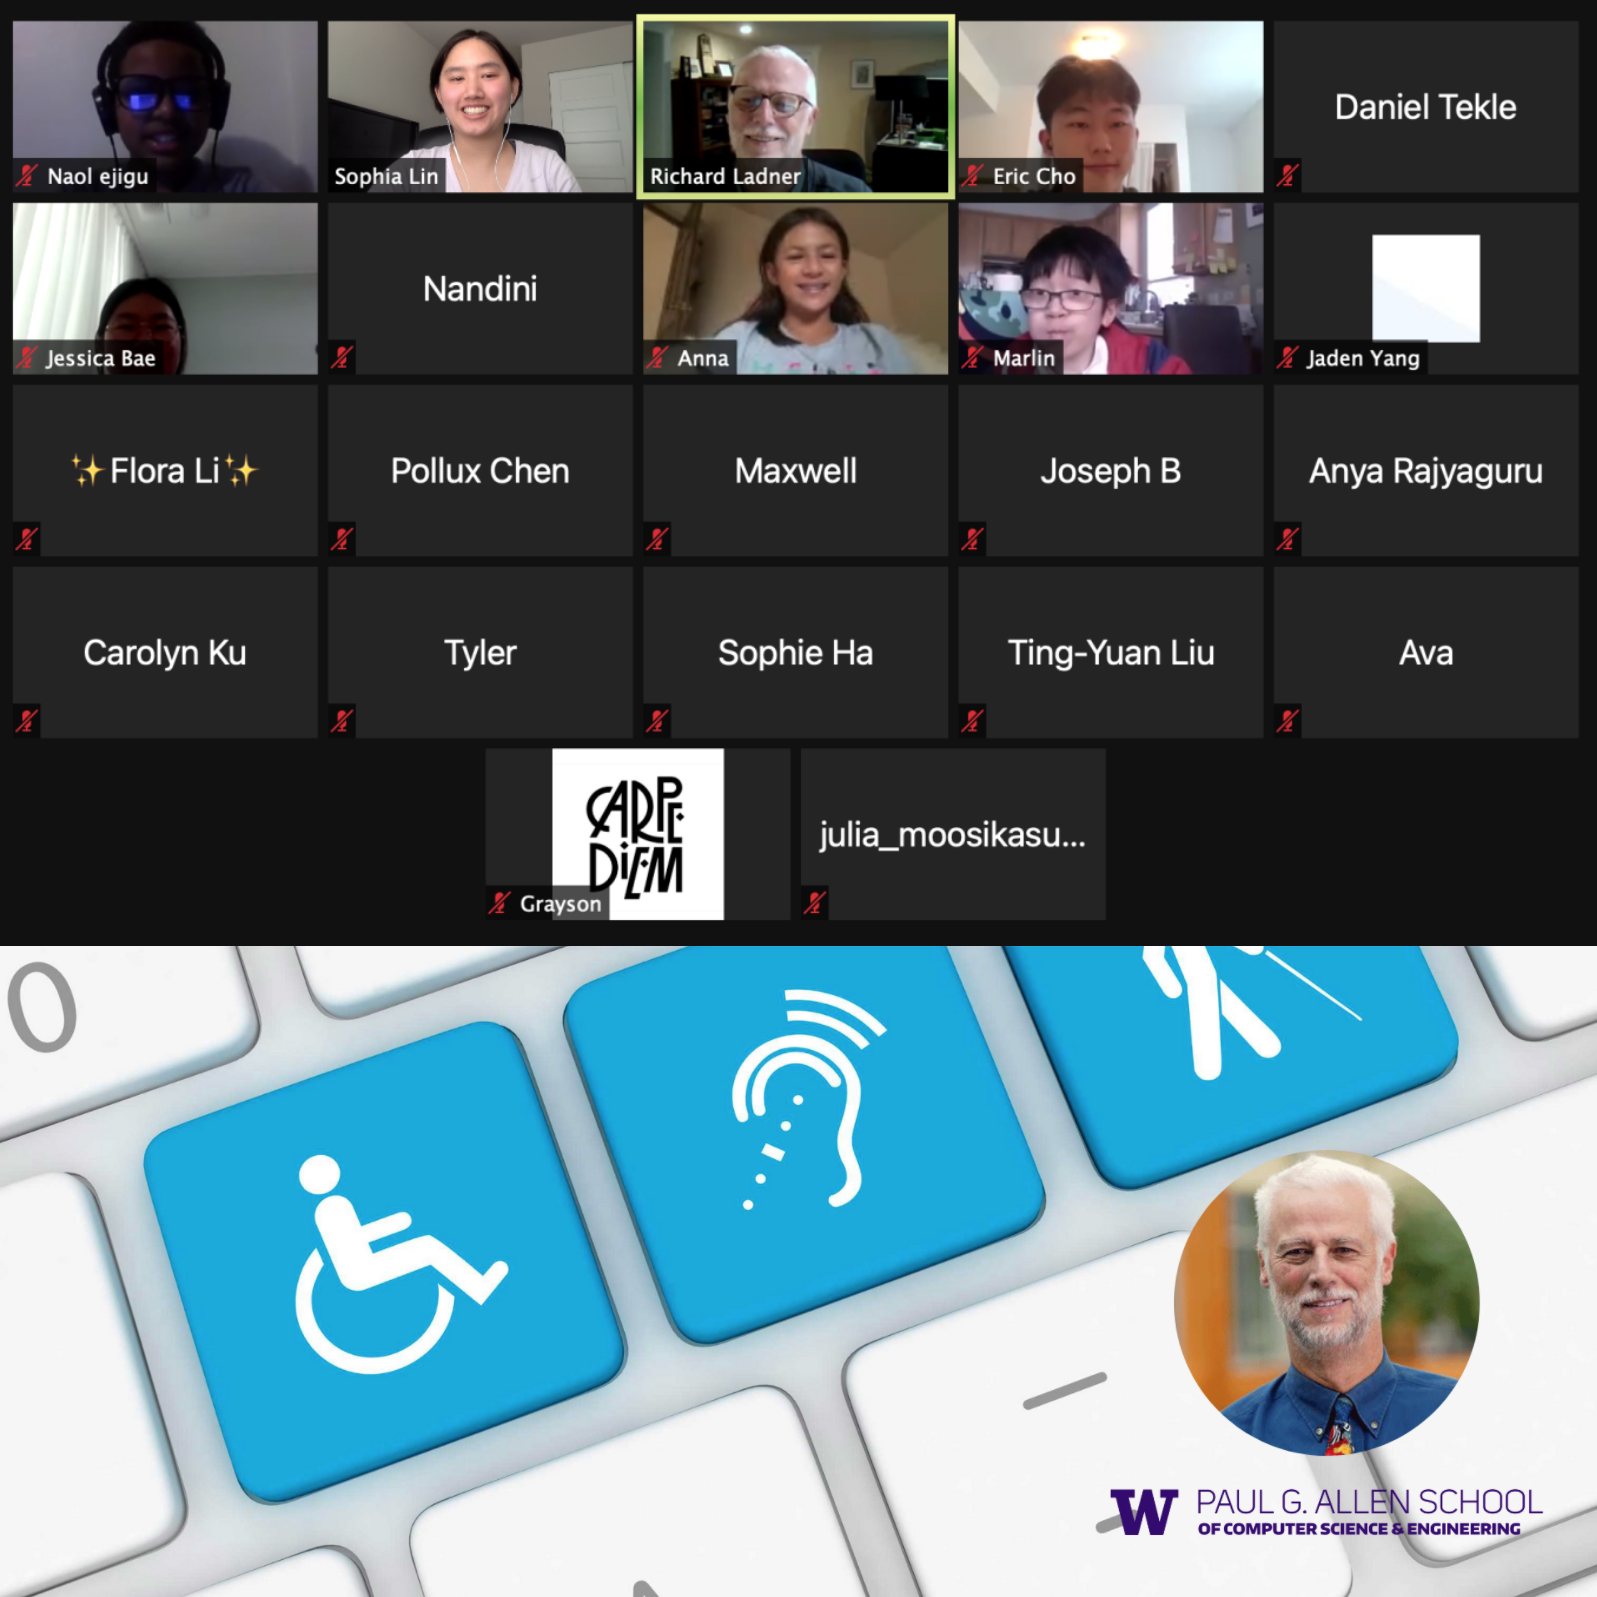 Naol ejigu
Sophia Lin
Richard Ladner
Eric Cho
Daniel Tekle
Jessica Bae
Nandini
Anna
Marlin
Jaden Yang
✨Flora Li✨
Pollux Chen
Maxwell
Joseph B
Anya Rajyaguru
Carolyn Ku
Tyler
Sophie Ha
Ting-Yuan Liu
Ava
CARPE
DIEM
Grayson
julia_moosikasu...
0
W PAUL G. ALLEN SCHOOL
OF COMPUTER SCIENCE & ENGINEERING